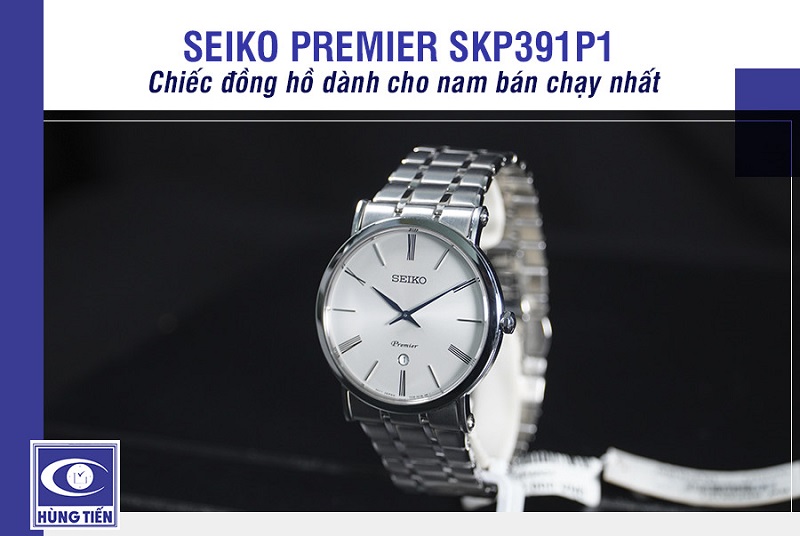 SEIKO PREMIER SKP391P1
Chiếc đồng hồ dành cho nam bán chạy nhất
SEIKO
Premier
HÙNG TIẾN